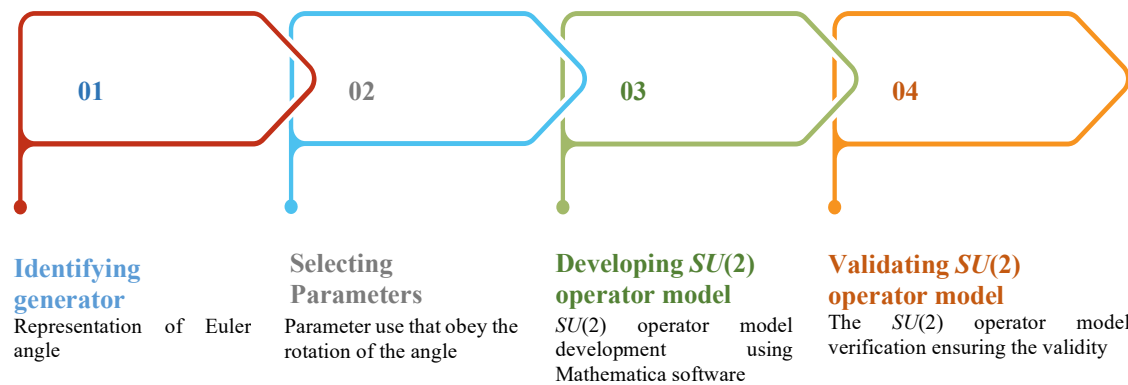 01
02
03
04
Identifying
generator
Representation of Euler
angle
Selecting
Parameters
Parameter use that obey the
rotation of the angle
Developing SU(2)
operator model
SU(2) operator model
development using
Mathematica software
Validating SU(2)
operator model
The SU(2) operator model
verification ensuring the validity